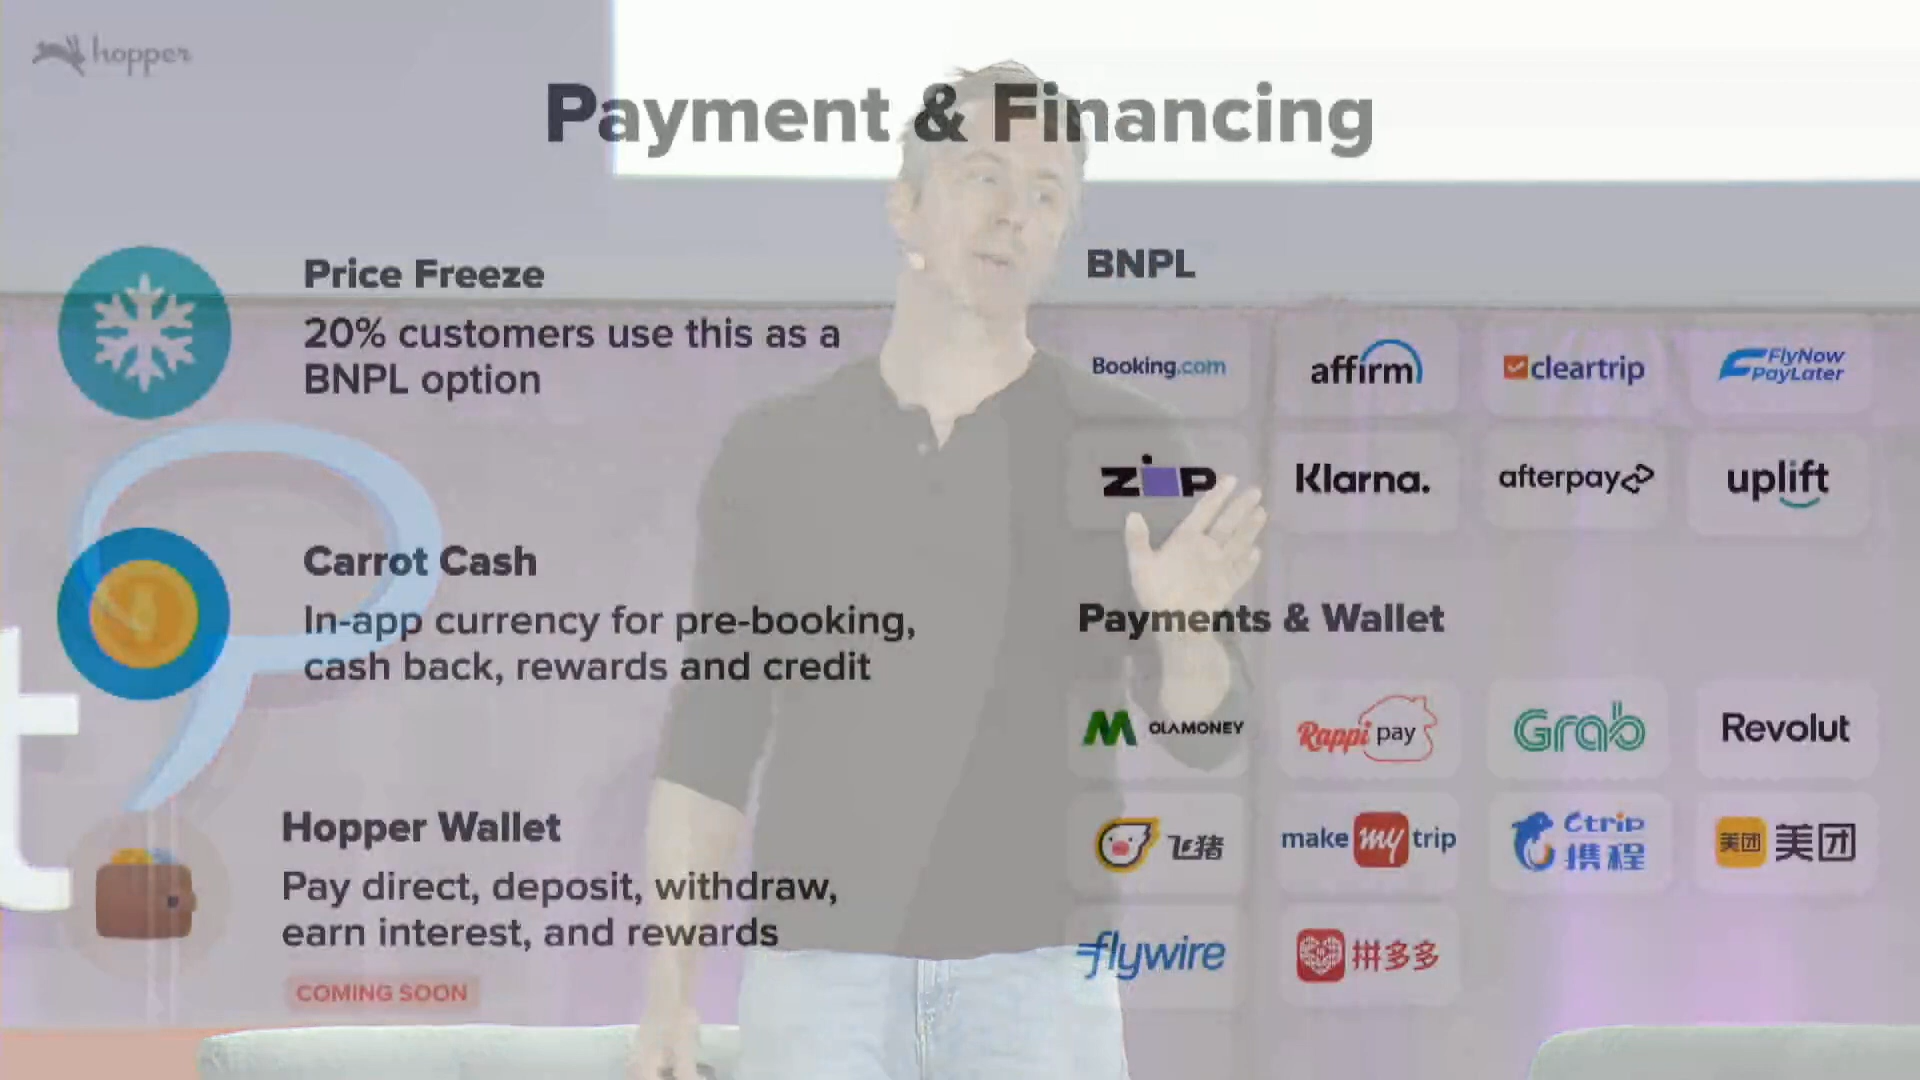 hopper
Payment & Financing
Price Freeze
20% customers use this as a
BNPL option
Carrot Cash
In-app currency for pre-booking,
cash back, rewards and credit
Hopper Wallet
Pay direct, deposit, withdraw,
earn interest, and rewards
COMING SOON
BNPL
Booking.com
affirm
cleartrip
FlyNow
PayLater
ZIP
Klarna.
afterpay
uplift
Payments & Wallet
OLAMONEY
Rappi pay
Grab
Revolut
飞猪
make my trip
Ctrip
携程
美团 美团
flywire
拼多多
t